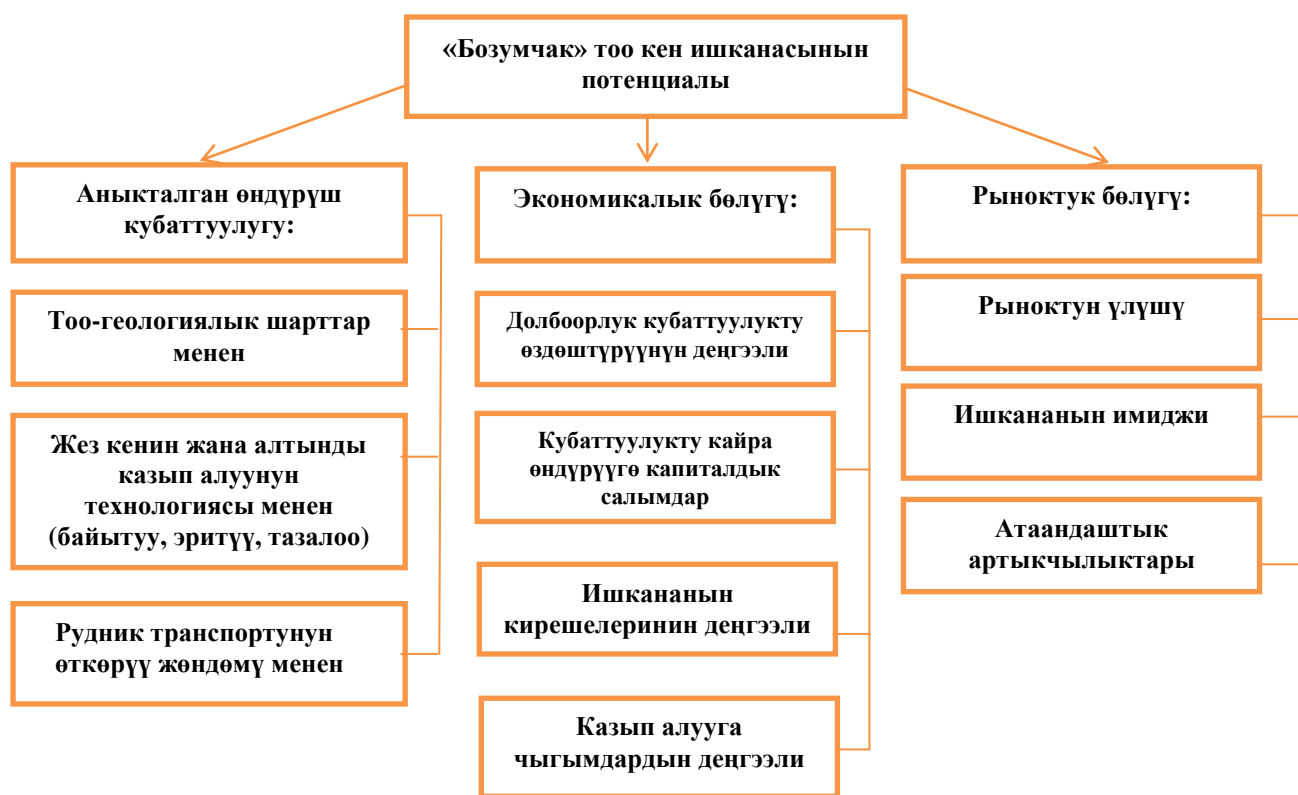 «Бозумчак» тоо кен ишканасынын
потенциалы
Аныкталган өндүрүш
кубаттуулугу:
Тоо-геологиялык шарттар
менен
Жез кенин жана алтынды
казып алуунун
технологиясы менен
(байытуу, эритүү, тазалоо)
Рудник транспортунун
өткөрүү жөндөмү менен
Экономикалык бөлүгү:
Долбоорлук кубаттуулукту
өздөштүрүүнүн деңгээли
Кубаттуулукту кайра
өндүрүүгө капиталдык
салымдар
Ишкананын
кирешелеринин деңгээли
Казып алууга
чыгымдардын деңгээли
Рыноктук бөлүгү:
Рыноктун үлүшү
Ишкананын имиджи
Атаандаштык
артыкчылыктары